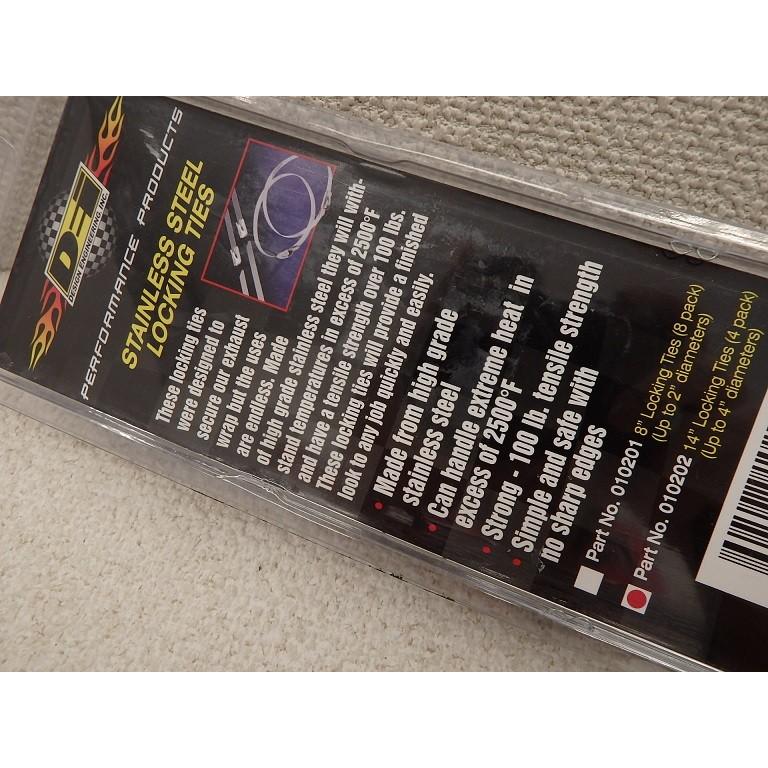 DEI
DESIGN ENGINEERING, INC.
PERFORMANCE PRODUCTS
STAINLESS STEEL
LOCKING TIES
These locking ties
were designed to
secure our exhaust
wrap but the uses
are endless. Made
of high grade stainless steel they will with-
stand temperatures in excess of 2500°F
and have a tensile strength over 100 lbs.
These locking ties will provide a finished
look to any job quickly and easily.
• Made from high grade
stainless steel
• Can handle extreme heat in
excess of 2500°F
• Strong - 100 lb. tensile strength
• Simple and safe with
no sharp edges
Part No. 010201 8" Locking Ties (8 pack)
(Up to 2" diameters)
Part No. 010202 14" Locking Ties (4 pack)
(Up to 4" diameters)